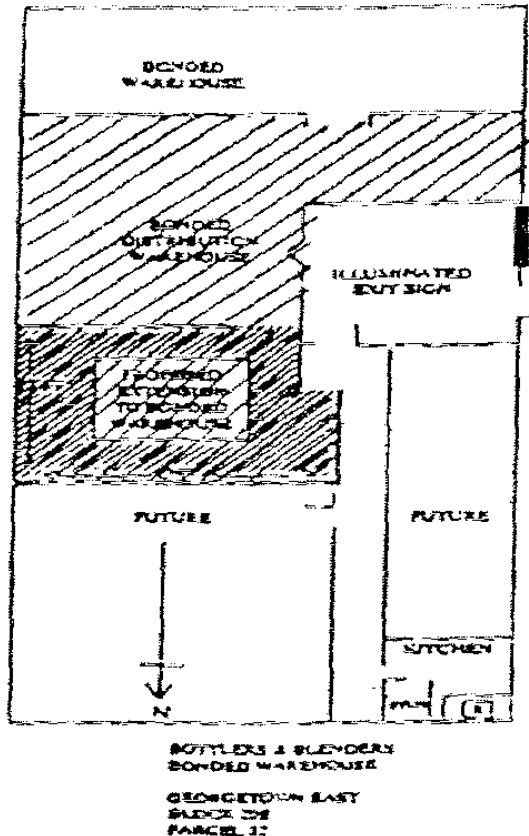 BONDED
WAREHOUSE
BONDED
DISTRIBUTION
WAREHOUSE
ILLUMINATED
EXIT SIGN
PROPOSED
EXTENSION
TO BONDED
WAREHOUSE
FUTURE
FUTURE
KITCHEN
N
BOTTLERS & BLENDERS
BONDED WAREHOUSE
GEORGETOWN EAST
BLOCK
PARCEL